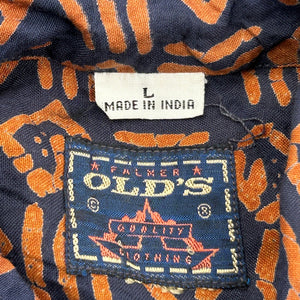 L
MADE IN INDIA
PALMER
OLD'S
© ®
QUALITY
CLOTHING